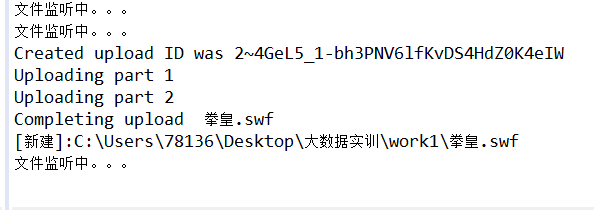 文件监听中。。。
文件监听中。。。
Created upload ID was 2~4GeL5_1-bh3PNV6lfKvDS4HdZ0K4eIW
Uploading part 1
Uploading part 2
Completing upload  拳皇.swf
[新建]:C:\Users\78136\Desktop\大数据实训\work1\拳皇.swf
文件监听中。。。